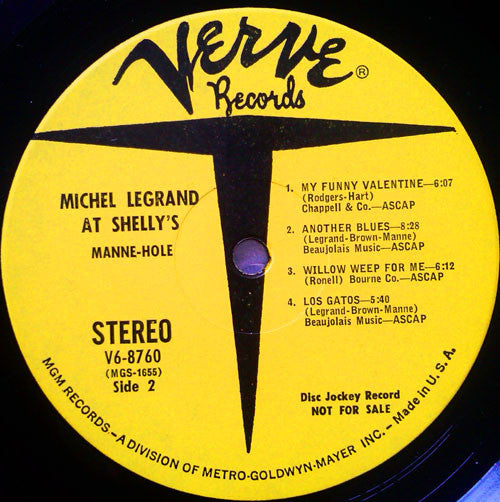 VERVE ®
Records
MICHEL LEGRAND
AT SHELLY'S
MANNE-HOLE
STEREO
V6-8760
(MGS-1655)
Side 2
1. MY FUNNY VALENTINE—6:07
(Rodgers-Hart)
Chappell & Co.—ASCAP
2. ANOTHER BLUES—8:28
(Legrand-Brown-Manne)
Beaujolais Music—ASCAP
3. WILLOW WEEP FOR ME—6:12
(Ronell) Bourne Co.—ASCAP
4. LOS GATOS—5:40
(Legrand-Brown-Manne)
Beaujolais Music—ASCAP
Disc Jockey Record
NOT FOR SALE
MGM RECORDS—A DIVISION OF METRO-GOLDWYN-MAYER INC.—Made in U.S.A.